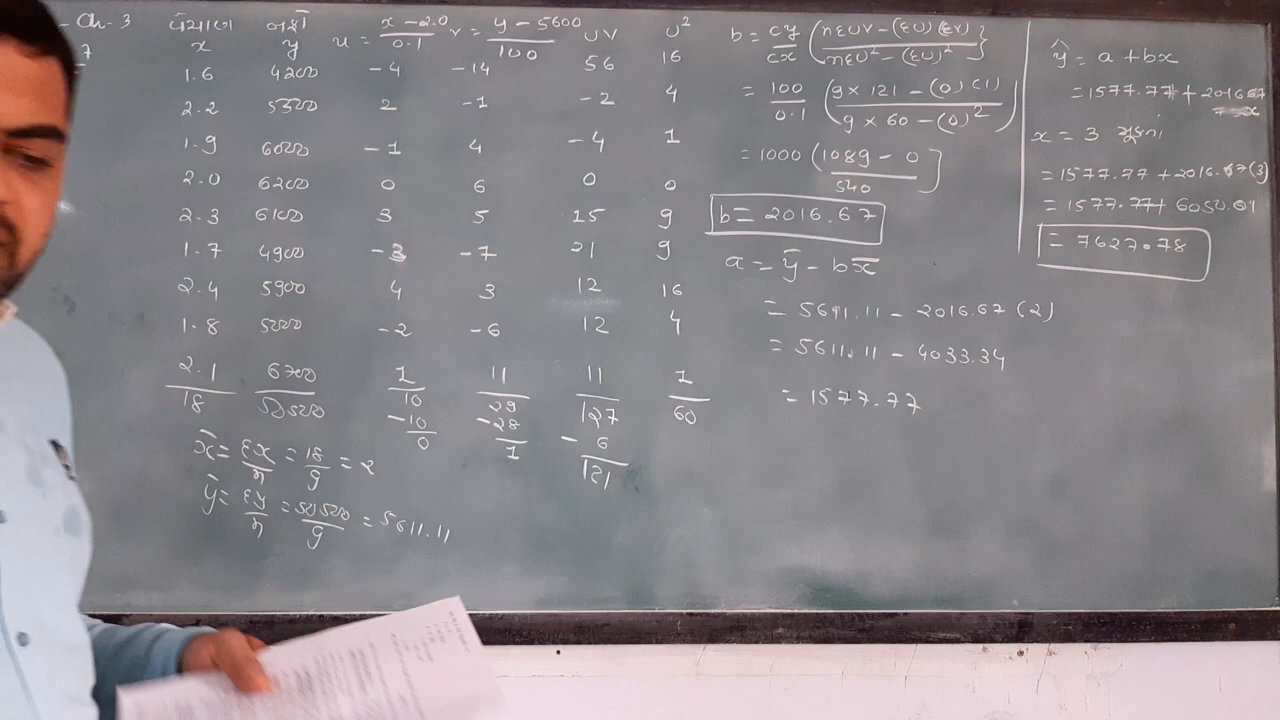 - Ch-3
7
x y u = x - 2.0 / 0.1 v = y - 5600 / 100 UV U²
1.6 4200 -4 -14 56 16
2.2 5500 2 -1 -2 4
1.9 6000 -1 4 -4 1
2.0 6200 0 6 0 0
2.3 6100 3 5 15 9
1.7 4900 -3 -7 21 9
2.4 5900 4 3 12 16
1.8 5000 -2 -6 12 4
2.1 6700 1 11 11 1
18 50500 10 29 127 60
-10 -28 - 6
0 1 121
x̄ = Σx / n = 18 / 9 = 2
ȳ = Σy / n = 50500 / 9 = 5611.11
b = cy / cx ( nΣUV - (ΣU)(ΣV) / nΣU² - (ΣU)² )
= 100 / 0.1 ( 9 × 121 - (0)(1) / 9 × 60 - (0)² )
= 1000 ( 1089 - 0 / 540 )
b = 2016.67
a = ȳ - b x̄
= 5611.11 - 2016.67 (2)
= 5611.11 - 4033.34
= 1577.77
ŷ = a + bx
= 1577.77 + 2016.67 x
x = 3 મૂકતાં
= 1577.77 + 2016.67 (3)
= 1577.77 + 6050.01
= 7627.78